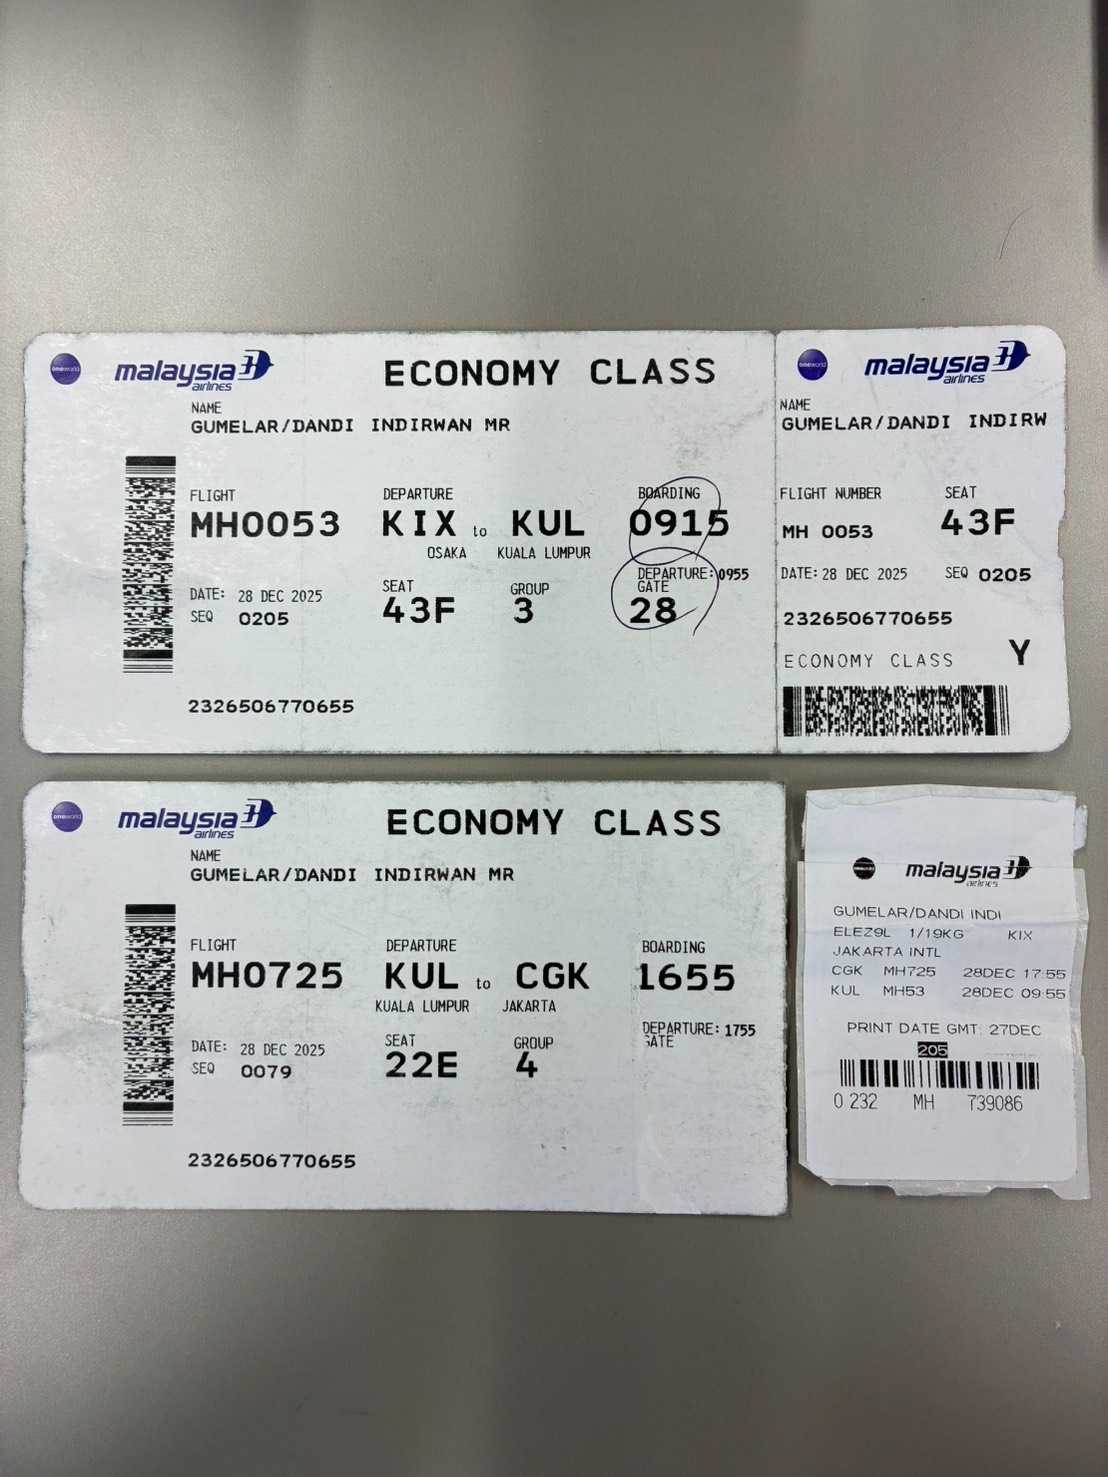 oneworld
malaysia airlines
ECONOMY CLASS
NAME
GUMELAR/DANDI INDIRWAN MR
FLIGHT DEPARTURE BOARDING
MH0053 KIX to KUL 0915
OSAKA KUALA LUMPUR
DEPARTURE: 0955
DATE: 28 DEC 2025 SEAT GROUP GATE
SEQ 0205 43F 3 28
2326506770655
oneworld
malaysia airlines
NAME
GUMELAR/DANDI INDIRW
FLIGHT NUMBER SEAT
MH 0053 43F
DATE: 28 DEC 2025 SEQ 0205
2326506770655
ECONOMY CLASS Y
oneworld
malaysia airlines
ECONOMY CLASS
NAME
GUMELAR/DANDI INDIRWAN MR
FLIGHT DEPARTURE BOARDING
MH0725 KUL to CGK 1655
KUALA LUMPUR JAKARTA
DEPARTURE: 1755
DATE: 28 DEC 2025 SEAT GROUP GATE
SEQ 0079 22E 4
2326506770655
malaysia airlines
GUMELAR/DANDI INDI
ELEZ9L 1/19KG KIX
JAKARTA INTL
CGK MH725 28DEC 17:55
KUL MH53 28DEC 09:55
PRINT DATE GMT: 27DEC
205
0 232 MH 739086